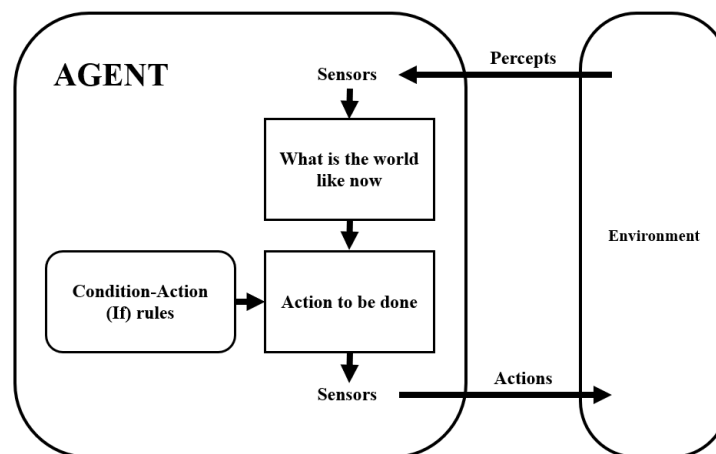 AGENT
Sensors
Percepts
What is the world
like now
Environment
Condition-Action
(If) rules
Action to be done
Sensors
Actions